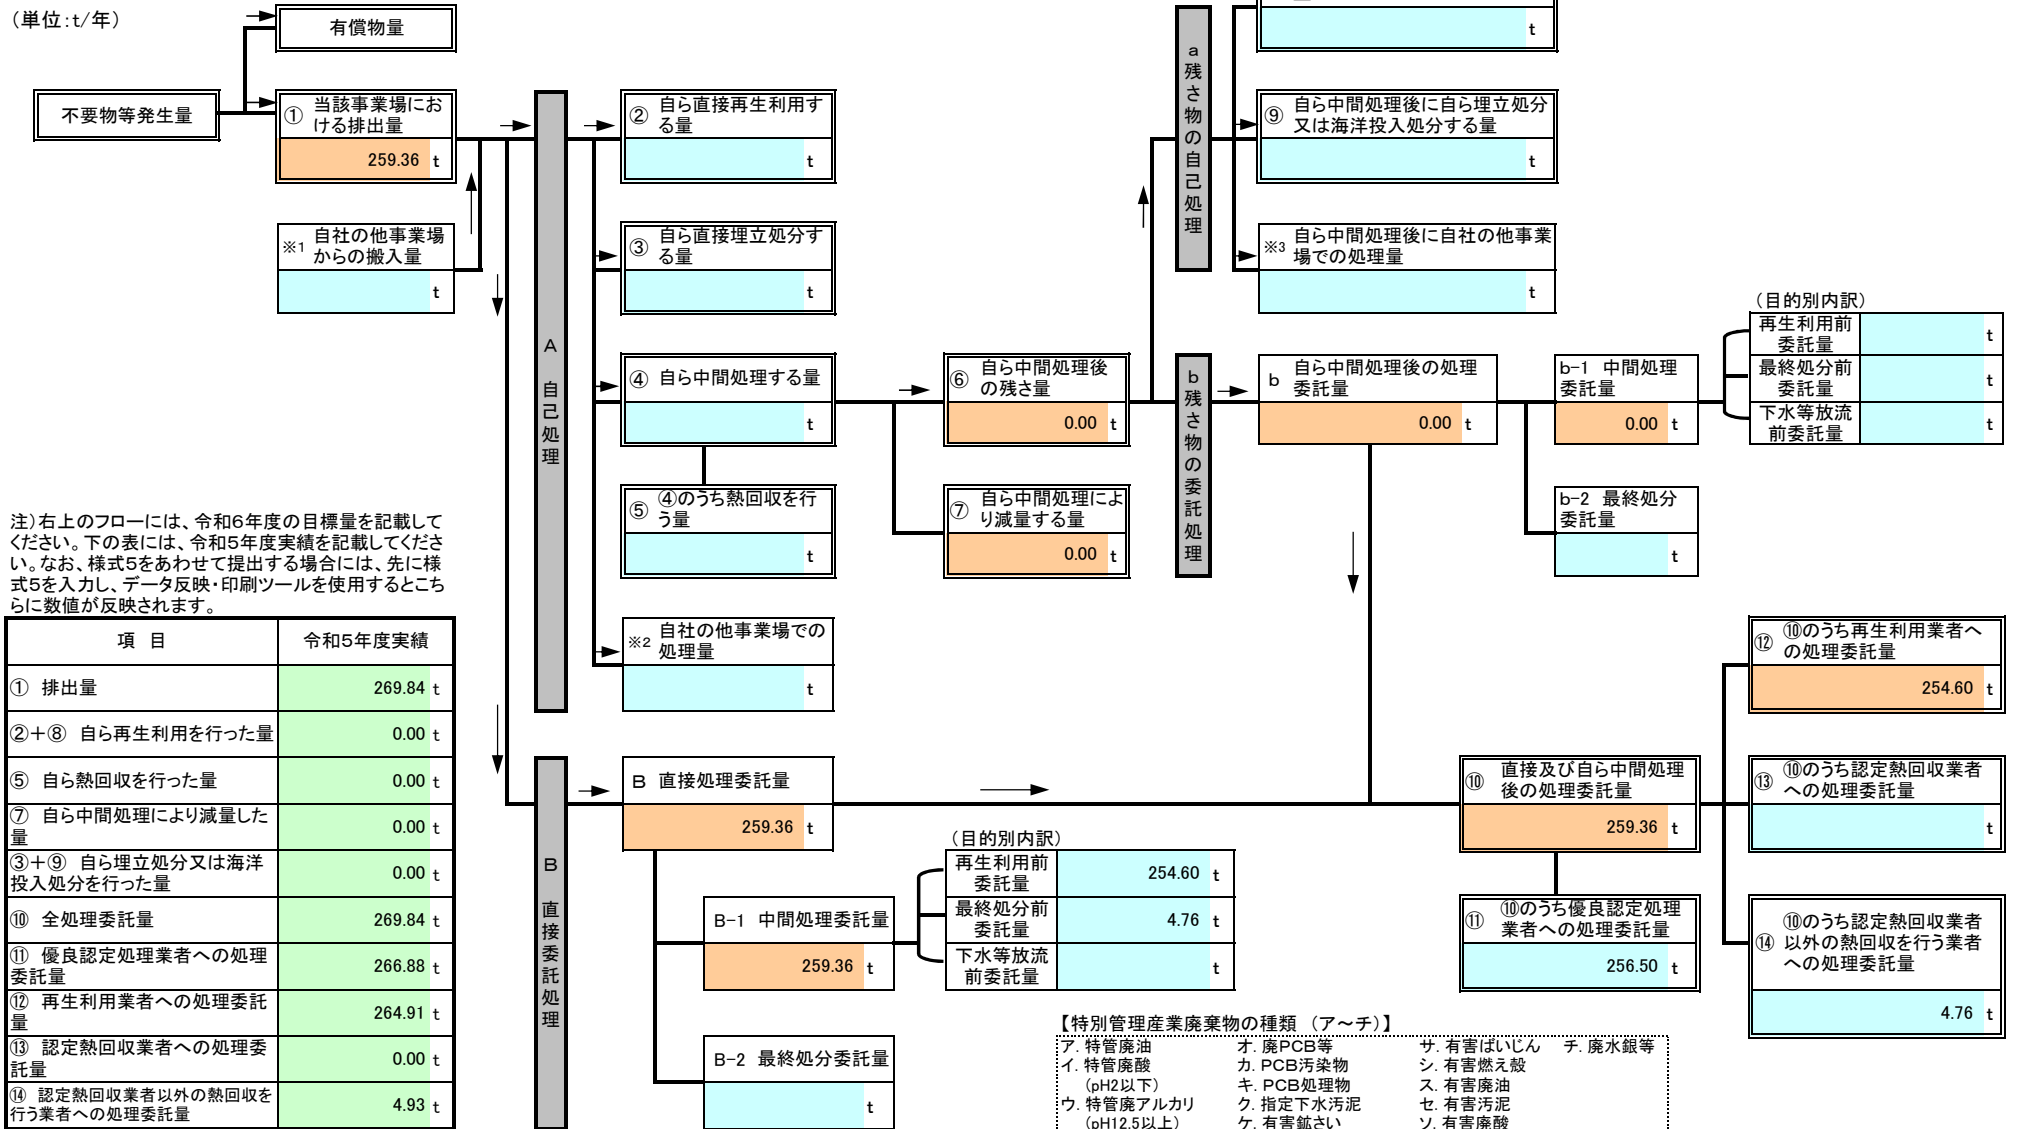 （単位：t/年）
有償物量
不要物等発生量
①
当該事業場にお
ける排出量
259.36 t
※1
自社の他事業場
からの搬入量
t
A 自己処理
②
自ら直接再生利用す
る量
t
③
自ら直接埋立処分す
る量
t
④ 自ら中間処理する量
t
⑤
④のうち熱回収を行
う量
t
※2
自社の他事業場での
処理量
t
⑥
自ら中間処理後
の残さ量
0.00 t
⑦
自ら中間処理によ
り減量する量
0.00 t
a 残さ物の自己処理
t
⑨
自ら中間処理後に自ら埋立処分
又は海洋投入処分する量
t
※3
自ら中間処理後に自社の他事業
場での処理量
t
b 残さ物の委託処理
b
自ら中間処理後の処理
委託量
0.00 t
b-1 中間処理
委託量
0.00 t
b-2 最終処分
委託量
t
（目的別内訳）
再生利用前
委託量
t
最終処分前
委託量
t
下水等放流
前委託量
t
注）右上のフローには、令和6年度の目標量を記載して
ください。下の表には、令和5年度実績を記載してくださ
い。なお、様式5をあわせて提出する場合には、先に様
式5を入力し、データ反映・印刷ツールを使用するとこち
らに数値が反映されます。
項 目 令和5年度実績
① 排出量 269.84 t
②＋⑧ 自ら再生利用を行った量 0.00 t
⑤ 自ら熱回収を行った量 0.00 t
⑦ 自ら中間処理により減量した
量
0.00 t
③＋⑨ 自ら埋立処分又は海洋
投入処分を行った量
0.00 t
⑩ 全処理委託量 269.84 t
⑪ 優良認定処理業者への処理
委託量
266.88 t
⑫ 再生利用業者への処理委託
量
264.91 t
⑬ 認定熱回収業者への処理委
託量
0.00 t
⑭ 認定熱回収業者以外の熱回収を
行う業者への処理委託量
4.93 t
B 直接委託処理
B 直接処理委託量
259.36 t
B-1 中間処理委託量
259.36 t
B-2 最終処分委託量
t
（目的別内訳）
再生利用前
委託量
254.60 t
最終処分前
委託量
4.76 t
下水等放流
前委託量
t
⑩
直接及び自ら中間処理
後の処理委託量
259.36 t
⑪
⑩のうち優良認定処理
業者への処理委託量
256.50 t
⑫
⑩のうち再生利用業者へ
の処理委託量
254.60 t
⑬
⑩のうち認定熱回収業者
への処理委託量
t
⑭
⑩のうち認定熱回収業者
以外の熱回収を行う業者
への処理委託量
4.76 t
【特別管理産業廃棄物の種類 （ア～チ）】
ア. 特管廃油 オ. 廃PCB等 サ. 有害ばいじん チ. 廃水銀等
イ. 特管廃酸 カ. PCB汚染物 シ. 有害燃え殻
（pH2以下） キ. PCB処理物 ス. 有害廃油
ウ. 特管廃アルカリ ク. 指定下水汚泥 セ. 有害汚泥
（pH12.5以上） ケ. 有害鉱さい ソ. 有害廃酸